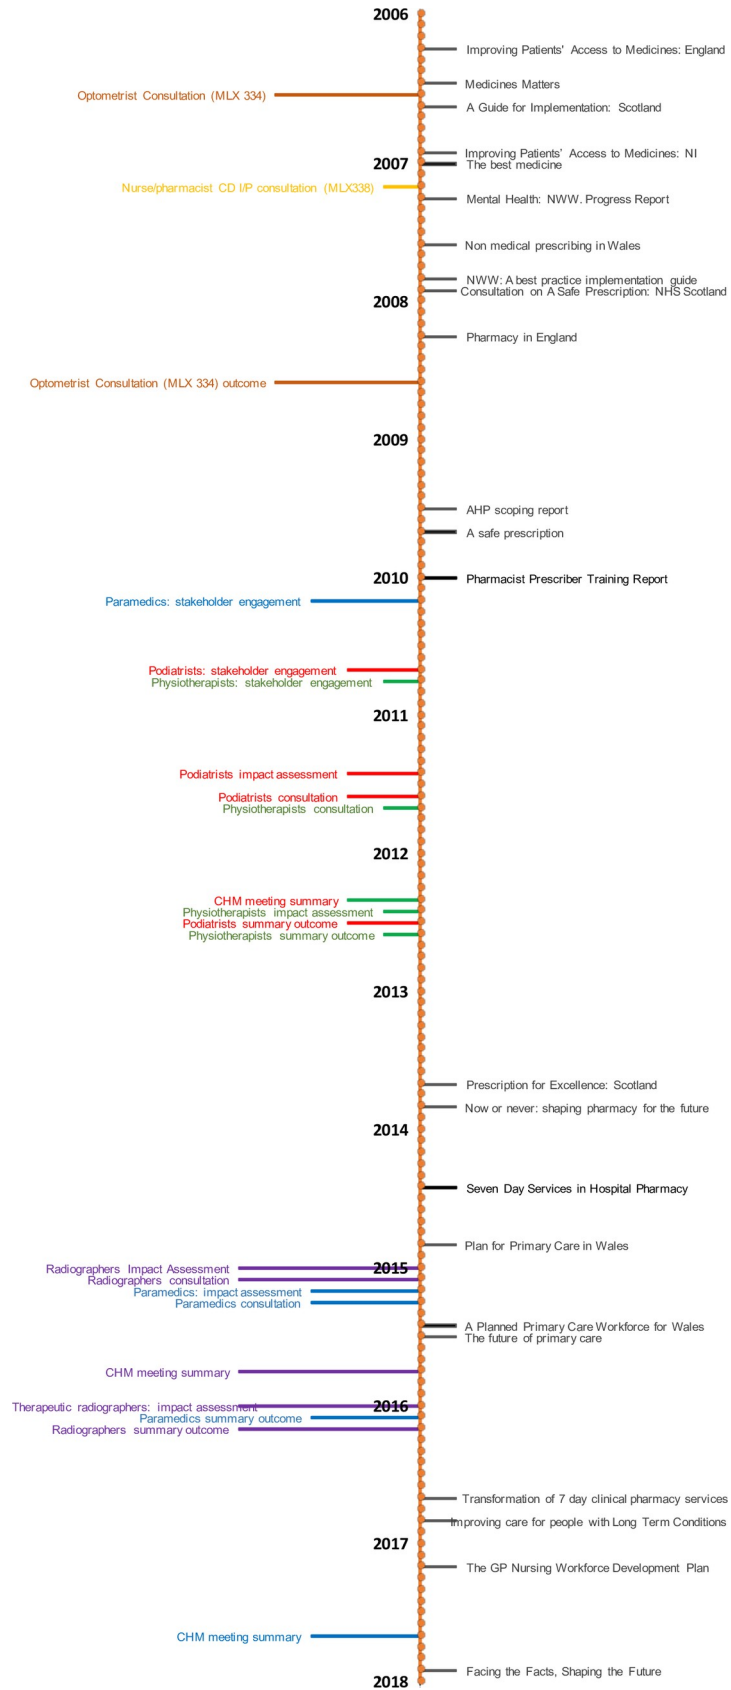 2006
Improving Patients' Access to Medicines: England
Medicines Matters
Optometrist Consultation (MLX 334)
A Guide for Implementation: Scotland
Improving Patients' Access to Medicines: NI
2007
The best medicine
Nurse/pharmacist CD I/P consultation (MLX338)
Mental Health: NWW. Progress Report
Non medical prescribing in Wales
NWW: A best practice implementation guide
Consultation on A Safe Prescription: NHS Scotland
2008
Pharmacy in England
Optometrist Consultation (MLX 334) outcome
2009
AHP scoping report
A safe prescription
2010
Pharmacist Prescriber Training Report
Paramedics: stakeholder engagement
Podiatrists: stakeholder engagement
Physiotherapists: stakeholder engagement
2011
Podiatrists impact assessment
Podiatrists consultation
Physiotherapists consultation
2012
CHM meeting summary
Physiotherapists impact assessment
Podiatrists summary outcome
Physiotherapists summary outcome
2013
Prescription for Excellence: Scotland
Now or never: shaping pharmacy for the future
2014
Seven Day Services in Hospital Pharmacy
Plan for Primary Care in Wales
2015
Radiographers Impact Assessment
Radiographers consultation
Paramedics: impact assessment
Paramedics consultation
A Planned Primary Care Workforce for Wales
The future of primary care
CHM meeting summary
2016
Therapeutic radiographers: impact assessment
Paramedics summary outcome
Radiographers summary outcome
Transformation of 7 day clinical pharmacy services
Improving care for people with Long Term Conditions
2017
The GP Nursing Workforce Development Plan
CHM meeting summary
Facing the Facts, Shaping the Future
2018